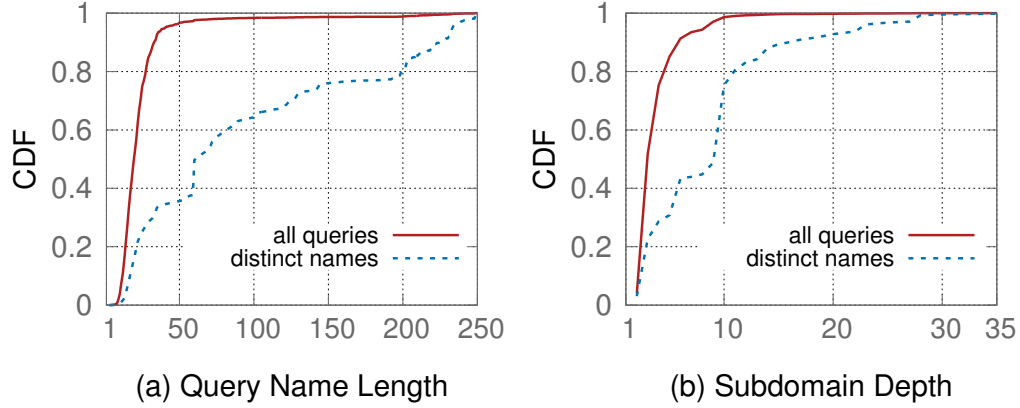 1
0.8
0.6
0.4
0.2
0
CDF
all queries
distinct names
1 50 100 150 200 250
(a) Query Name Length
1
0.8
0.6
0.4
0.2
0
CDF
all queries
distinct names
1 10 20 30 35
(b) Subdomain Depth